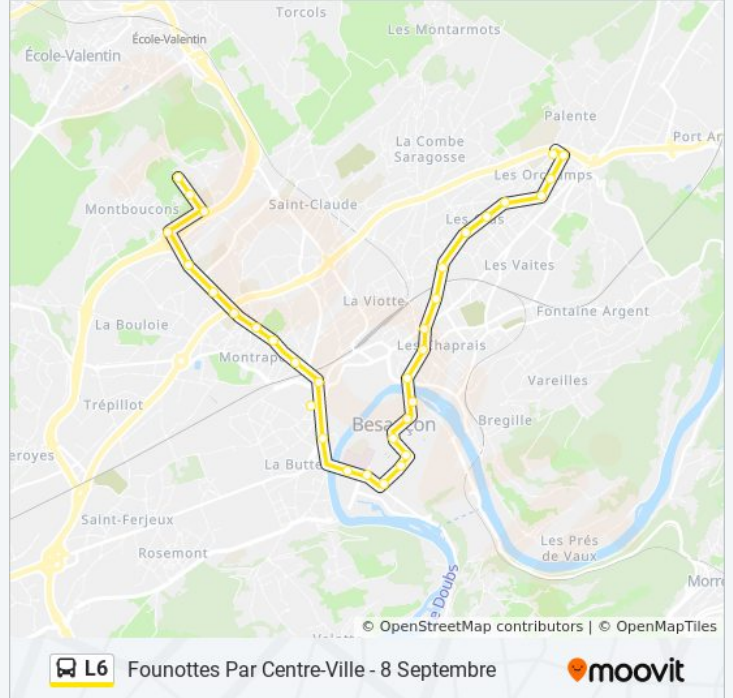 Torcols
Les Montarmots
École-Valentin
École-Valentin
Palente
Port Ar
La Combe
Saragosse
Les Orchamps
Montboucons
Saint-Claude
Les Vaites
La Viotte
Fontaine Argent
La Bouloie
Les Chaprais
Montrap
Vareilles
Trépillot
Besançon
Bregille
eroyes
La Butte
Saint-Ferjeux
Les Prés
de Vaux
Rosemont
Morre
e Doubs
© OpenStreetMap contributors | © OpenMapTiles
L6 Founottes Par Centre-Ville - 8 Septembre
moovit